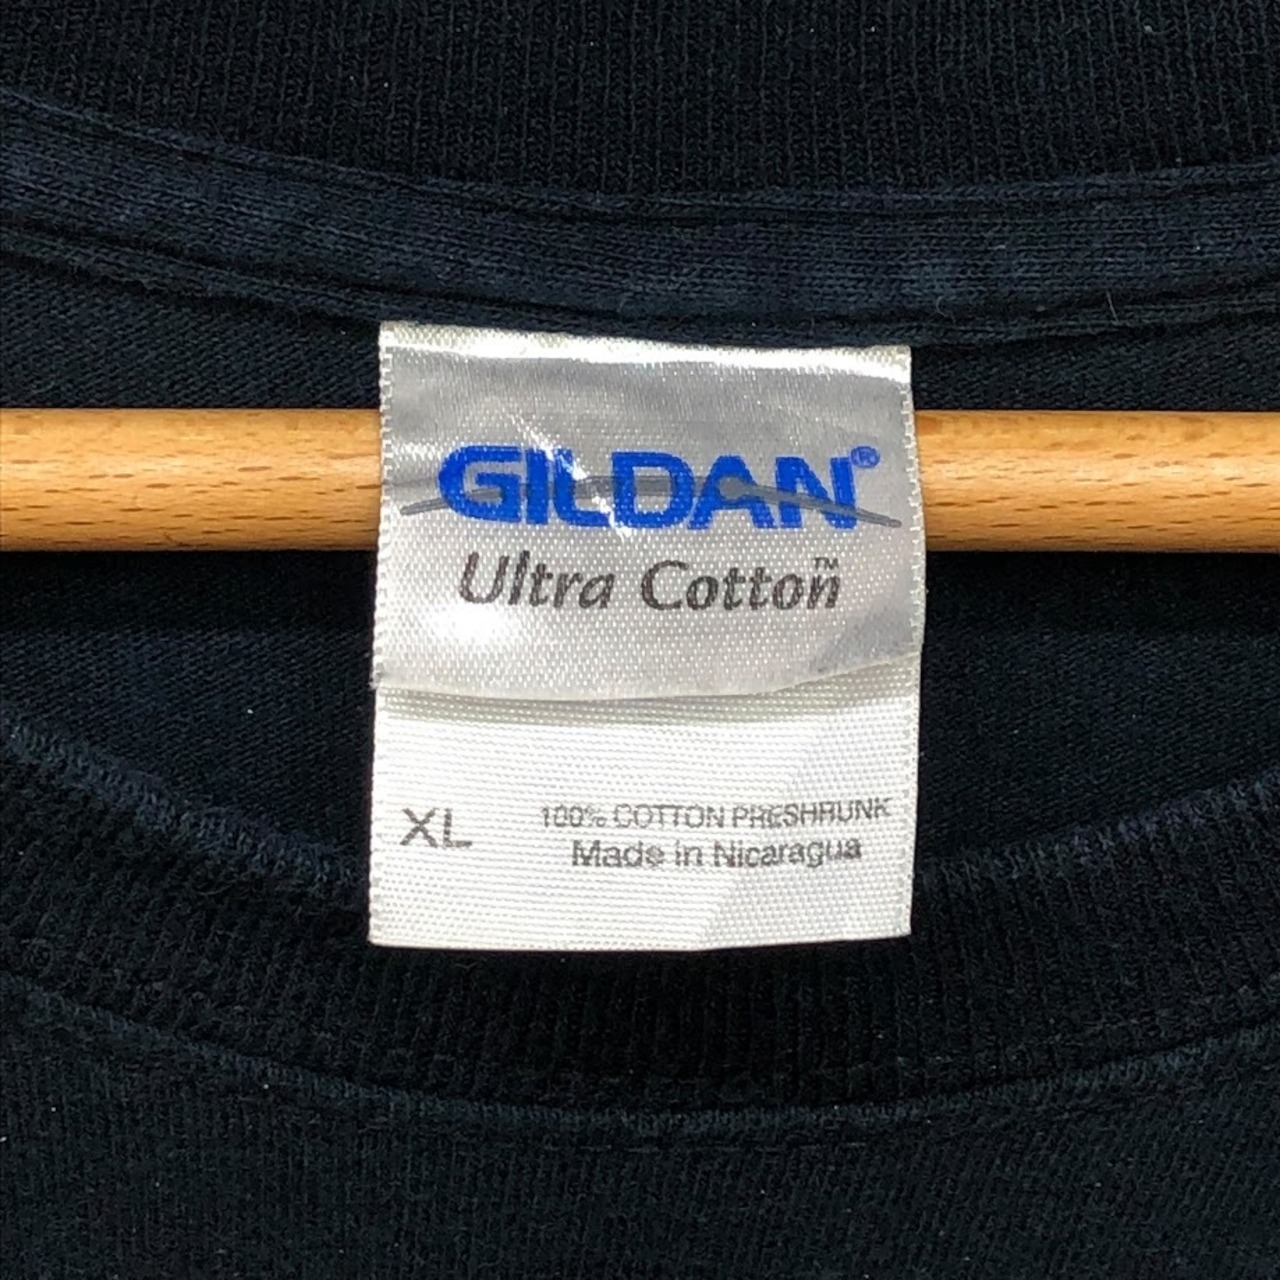 GILDAN®
Ultra Cotton™
XL 100% COTTON PRESHRUNK
Made in Nicaragua